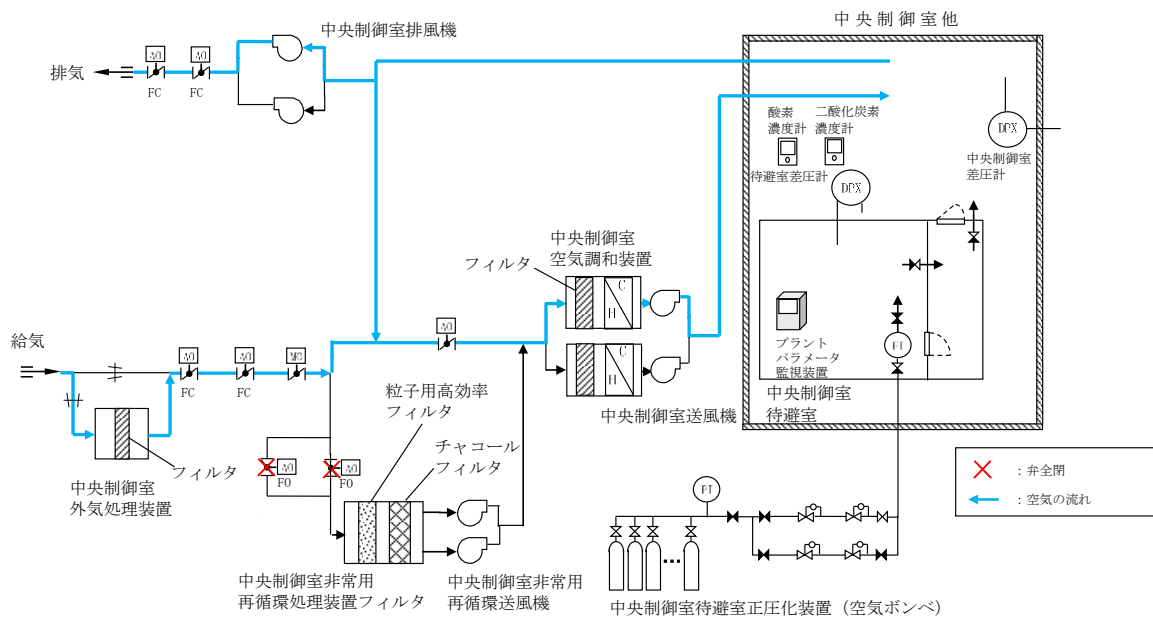 中央制御室他
中央制御室排風機
AO
AO
排気
FC
FC
酸素
濃度計
二酸化炭素
濃度計
DPX
中央制御室
差圧計
待避室差圧計
DPX
中央制御室
空気調和装置
フィルタ
C
H
プラント
パラメータ
監視装置
FI
給気
AO
AO
AO
MO
FC
FC
C
H
中央制御室
待避室
中央制御室送風機
粒子用高効率
フィルタ
チャコール
フィルタ
フィルタ
AO
FO
AO
FO
中央制御室
外気処理装置
:弁全閉
:空気の流れ
PI
中央制御室非常用
再循環処理装置フィルタ
中央制御室非常用
再循環送風機
中央制御室待避室正圧化装置(空気ボンベ)